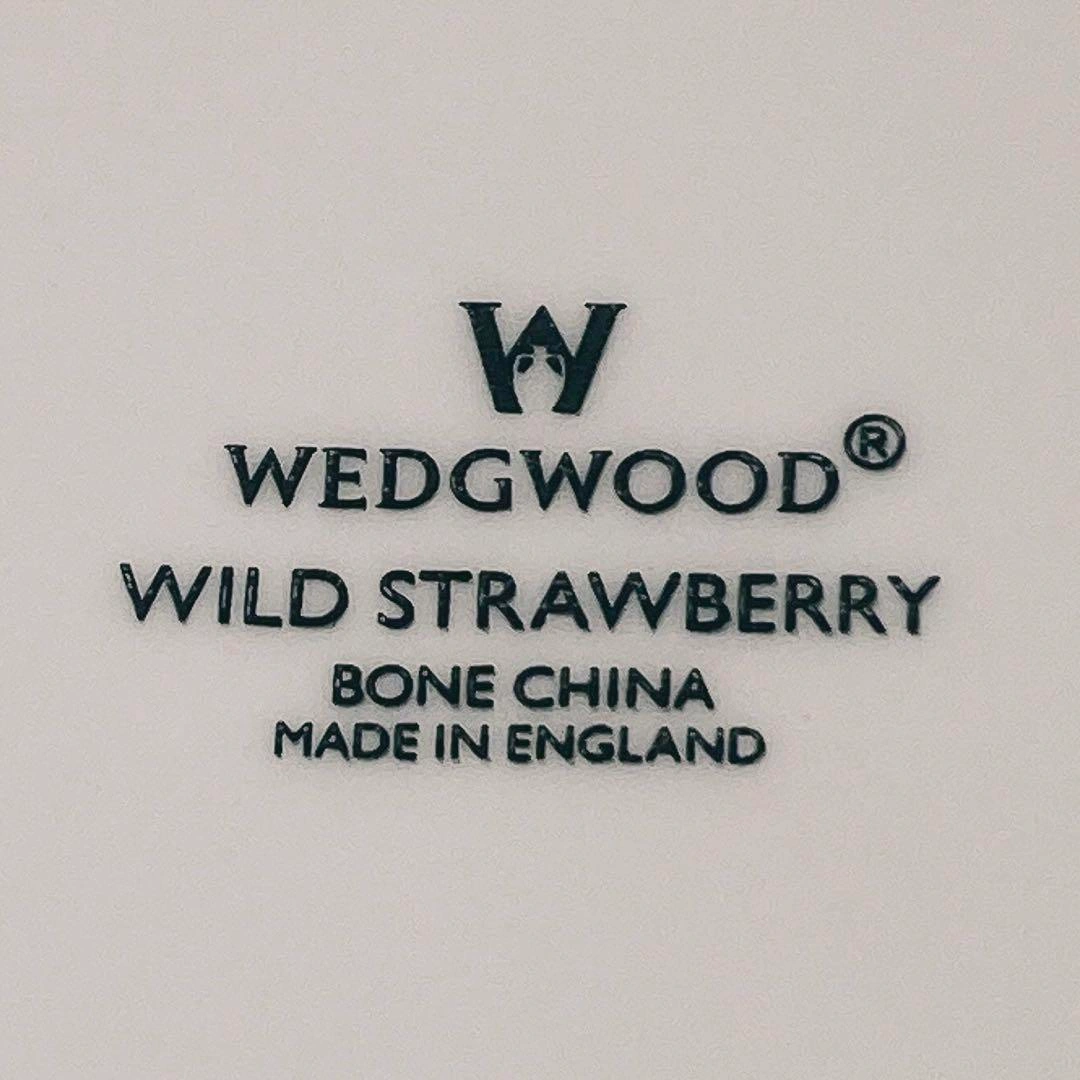 W
WEDGWOOD®
WILD STRAWBERRY
BONE CHINA
MADE IN ENGLAND